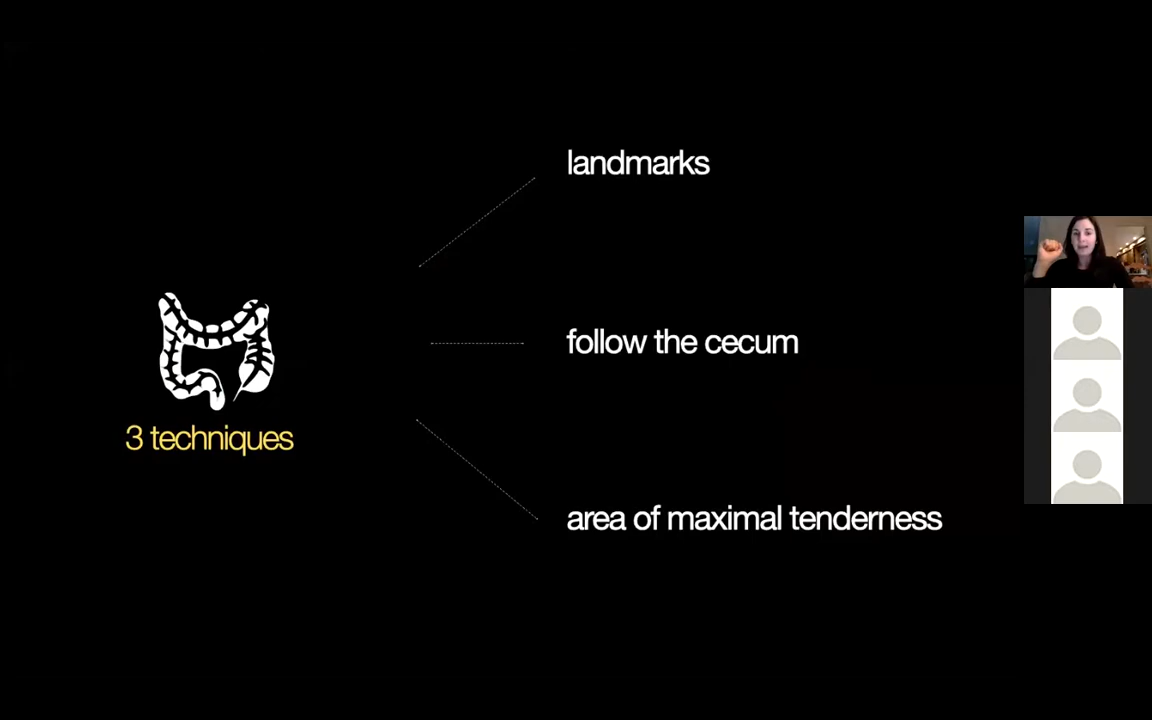 landmarks
follow the cecum
3 techniques
area of maximal tenderness